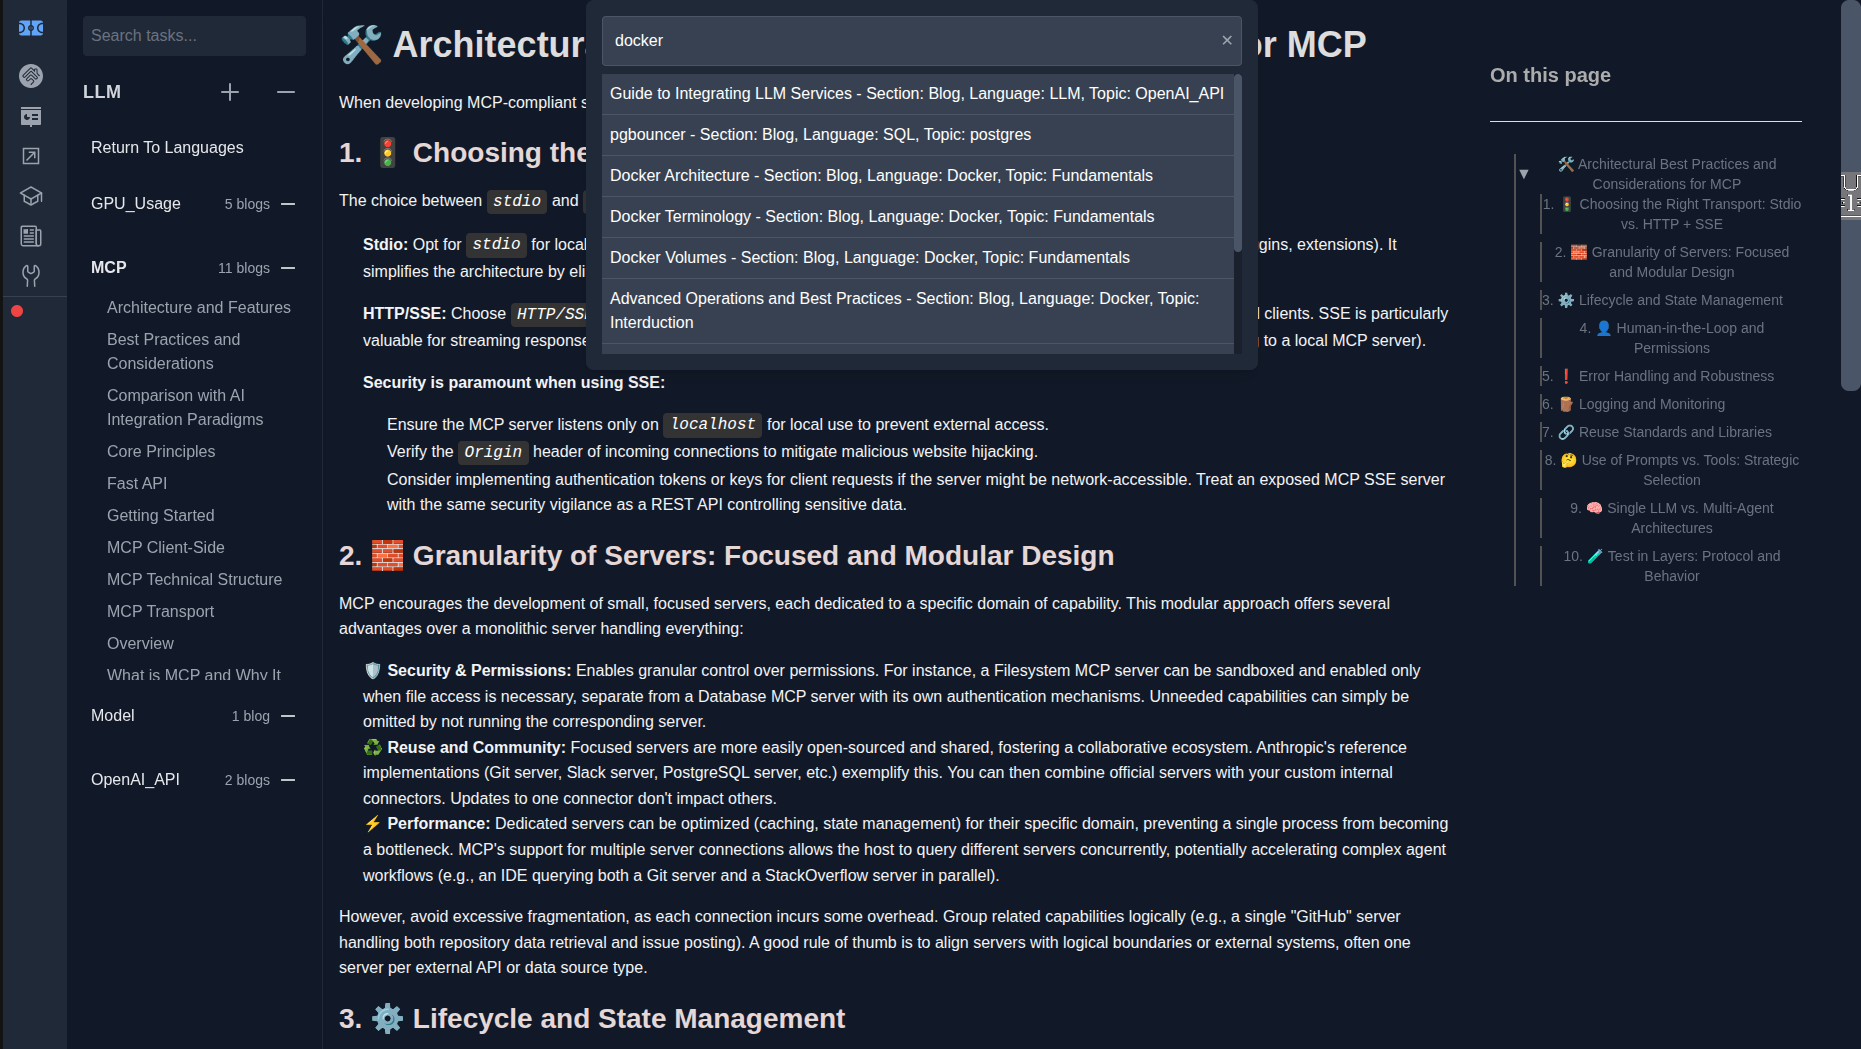 Search tasks...
LLM
Return To Languages
GPU_Usage 5 blogs
MCP 11 blogs
Architecture and Features
Best Practices and
Considerations
Comparison with AI
Integration Paradigms
Core Principles
Fast API
Getting Started
MCP Client-Side
MCP Technical Structure
MCP Transport
Overview
What is MCP and Why It
Model 1 blog
OpenAI_API 2 blogs
docker
Guide to Integrating LLM Services - Section: Blog, Language: LLM, Topic: OpenAI_API
pgbouncer - Section: Blog, Language: SQL, Topic: postgres
Docker Architecture - Section: Blog, Language: Docker, Topic: Fundamentals
Docker Terminology - Section: Blog, Language: Docker, Topic: Fundamentals
Docker Volumes - Section: Blog, Language: Docker, Topic: Fundamentals
Advanced Operations and Best Practices - Section: Blog, Language: Docker, Topic:
Interduction
🛠️ Architectur or MCP
When developing MCP-compliant s
1. 🚦 Choosing the
The choice between stdio and
Stdio: Opt for stdio for local gins, extensions). It
simplifies the architecture by eli
HTTP/SSE: Choose HTTP/SS clients. SSE is particularly
valuable for streaming response to a local MCP server).
Security is paramount when using SSE:
Ensure the MCP server listens only on localhost for local use to prevent external access.
Verify the Origin header of incoming connections to mitigate malicious website hijacking.
Consider implementing authentication tokens or keys for client requests if the server might be network-accessible. Treat an exposed MCP SSE server
with the same security vigilance as a REST API controlling sensitive data.
2. 🧱 Granularity of Servers: Focused and Modular Design
MCP encourages the development of small, focused servers, each dedicated to a specific domain of capability. This modular approach offers several
advantages over a monolithic server handling everything:
🛡️ Security & Permissions: Enables granular control over permissions. For instance, a Filesystem MCP server can be sandboxed and enabled only
when file access is necessary, separate from a Database MCP server with its own authentication mechanisms. Unneeded capabilities can simply be
omitted by not running the corresponding server.
♻️ Reuse and Community: Focused servers are more easily open-sourced and shared, fostering a collaborative ecosystem. Anthropic's reference
implementations (Git server, Slack server, PostgreSQL server, etc.) exemplify this. You can then combine official servers with your custom internal
connectors. Updates to one connector don't impact others.
⚡ Performance: Dedicated servers can be optimized (caching, state management) for their specific domain, preventing a single process from becoming
a bottleneck. MCP's support for multiple server connections allows the host to query different servers concurrently, potentially accelerating complex agent
workflows (e.g., an IDE querying both a Git server and a StackOverflow server in parallel).
However, avoid excessive fragmentation, as each connection incurs some overhead. Group related capabilities logically (e.g., a single "GitHub" server
handling both repository data retrieval and issue posting). A good rule of thumb is to align servers with logical boundaries or external systems, often one
server per external API or data source type.
3. ⚙️ Lifecycle and State Management
On this page
🛠️ Architectural Best Practices and
Considerations for MCP
1. 🚦 Choosing the Right Transport: Stdio
vs. HTTP + SSE
2. 🧱 Granularity of Servers: Focused
and Modular Design
3. ⚙️ Lifecycle and State Management
4. 👤 Human-in-the-Loop and
Permissions
5. ❗ Error Handling and Robustness
6. 🪵 Logging and Monitoring
7. 🔗 Reuse Standards and Libraries
8. 🤔 Use of Prompts vs. Tools: Strategic
Selection
9. 🧠 Single LLM vs. Multi-Agent
Architectures
10. 🧪 Test in Layers: Protocol and
Behavior